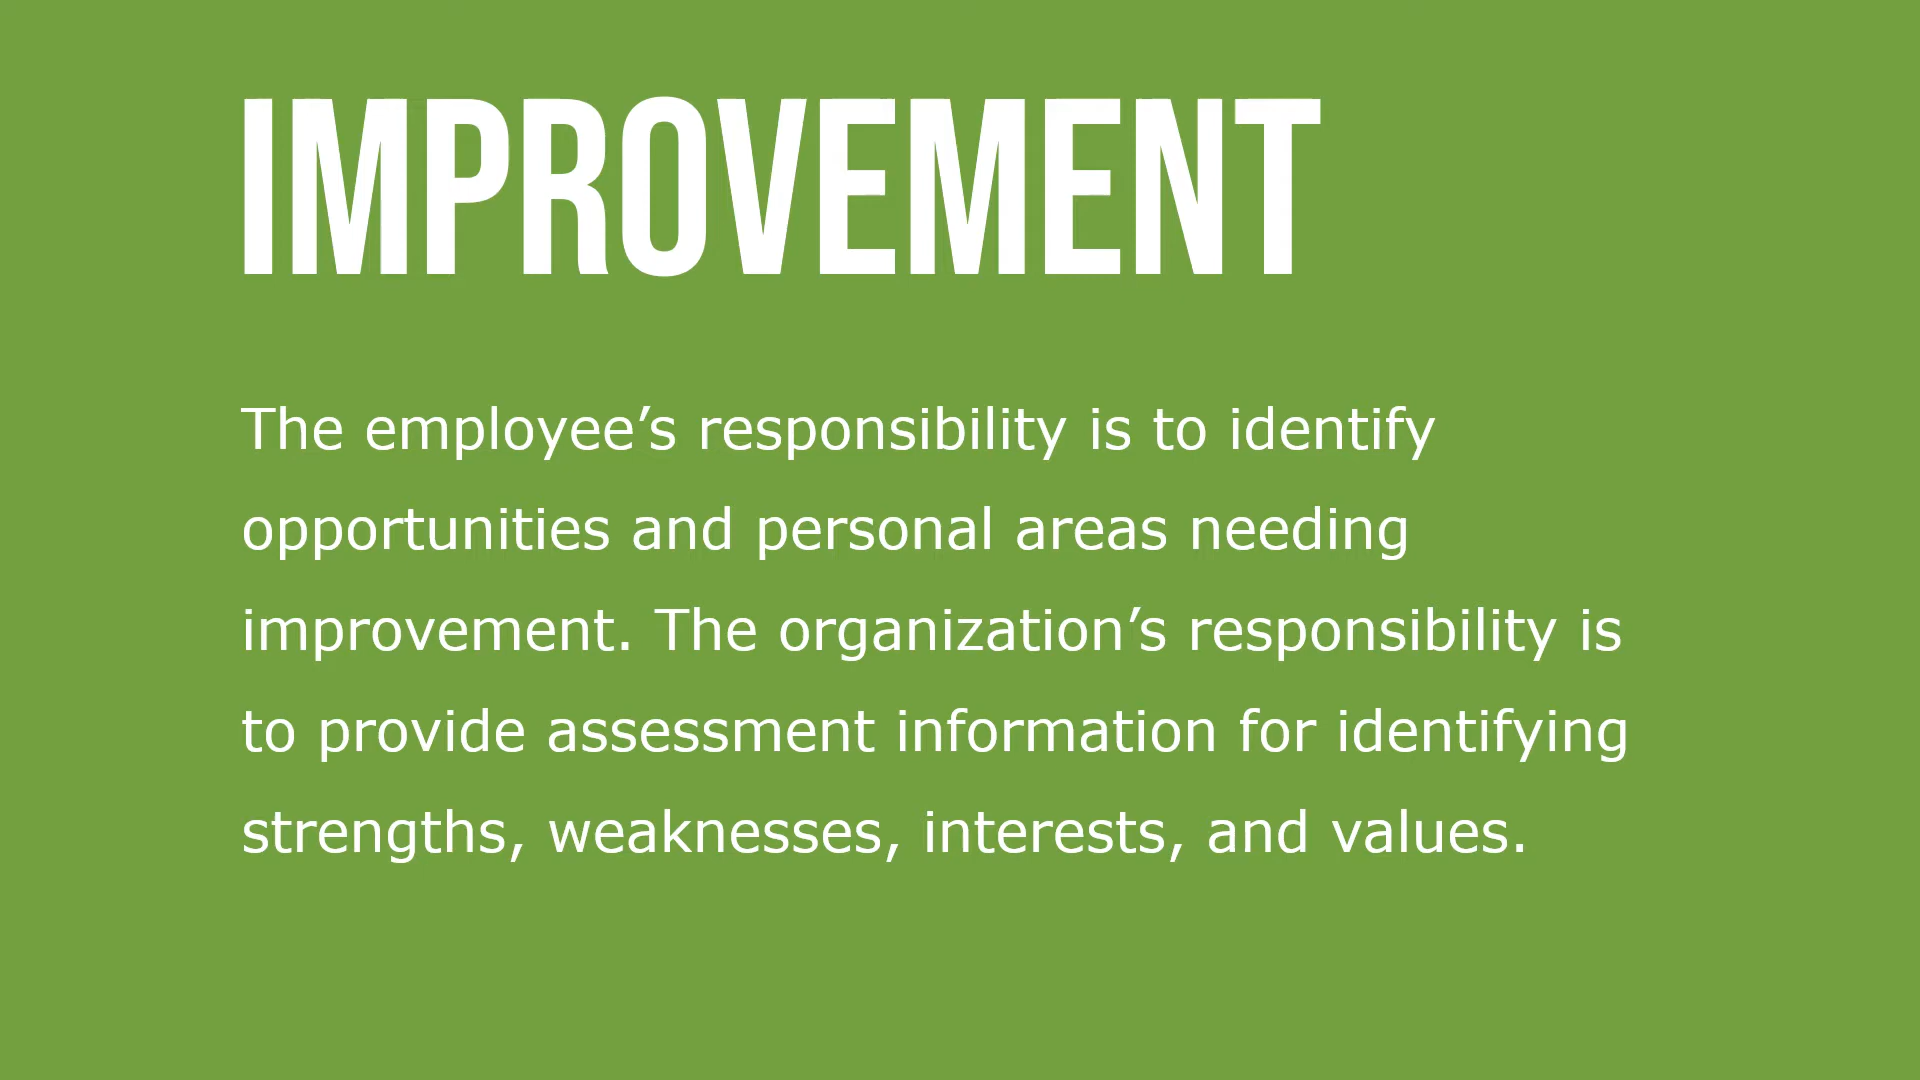 IMPROVEMENT
The employee’s responsibility is to identify
opportunities and personal areas needing
improvement. The organization’s responsibility is
to provide assessment information for identifying
strengths, weaknesses, interests, and values.